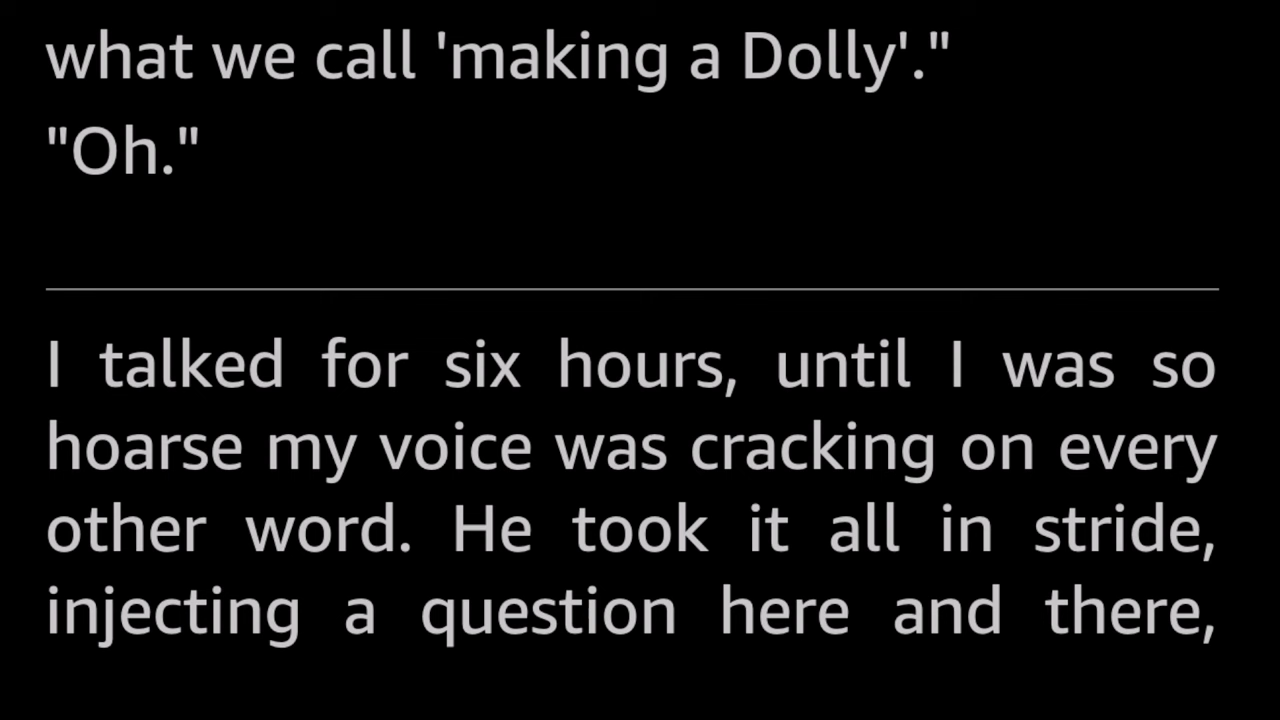 what we call 'making a Dolly'."
"Oh."
I talked for six hours, until I was so
hoarse my voice was cracking on every
other word. He took it all in stride,
injecting a question here and there,